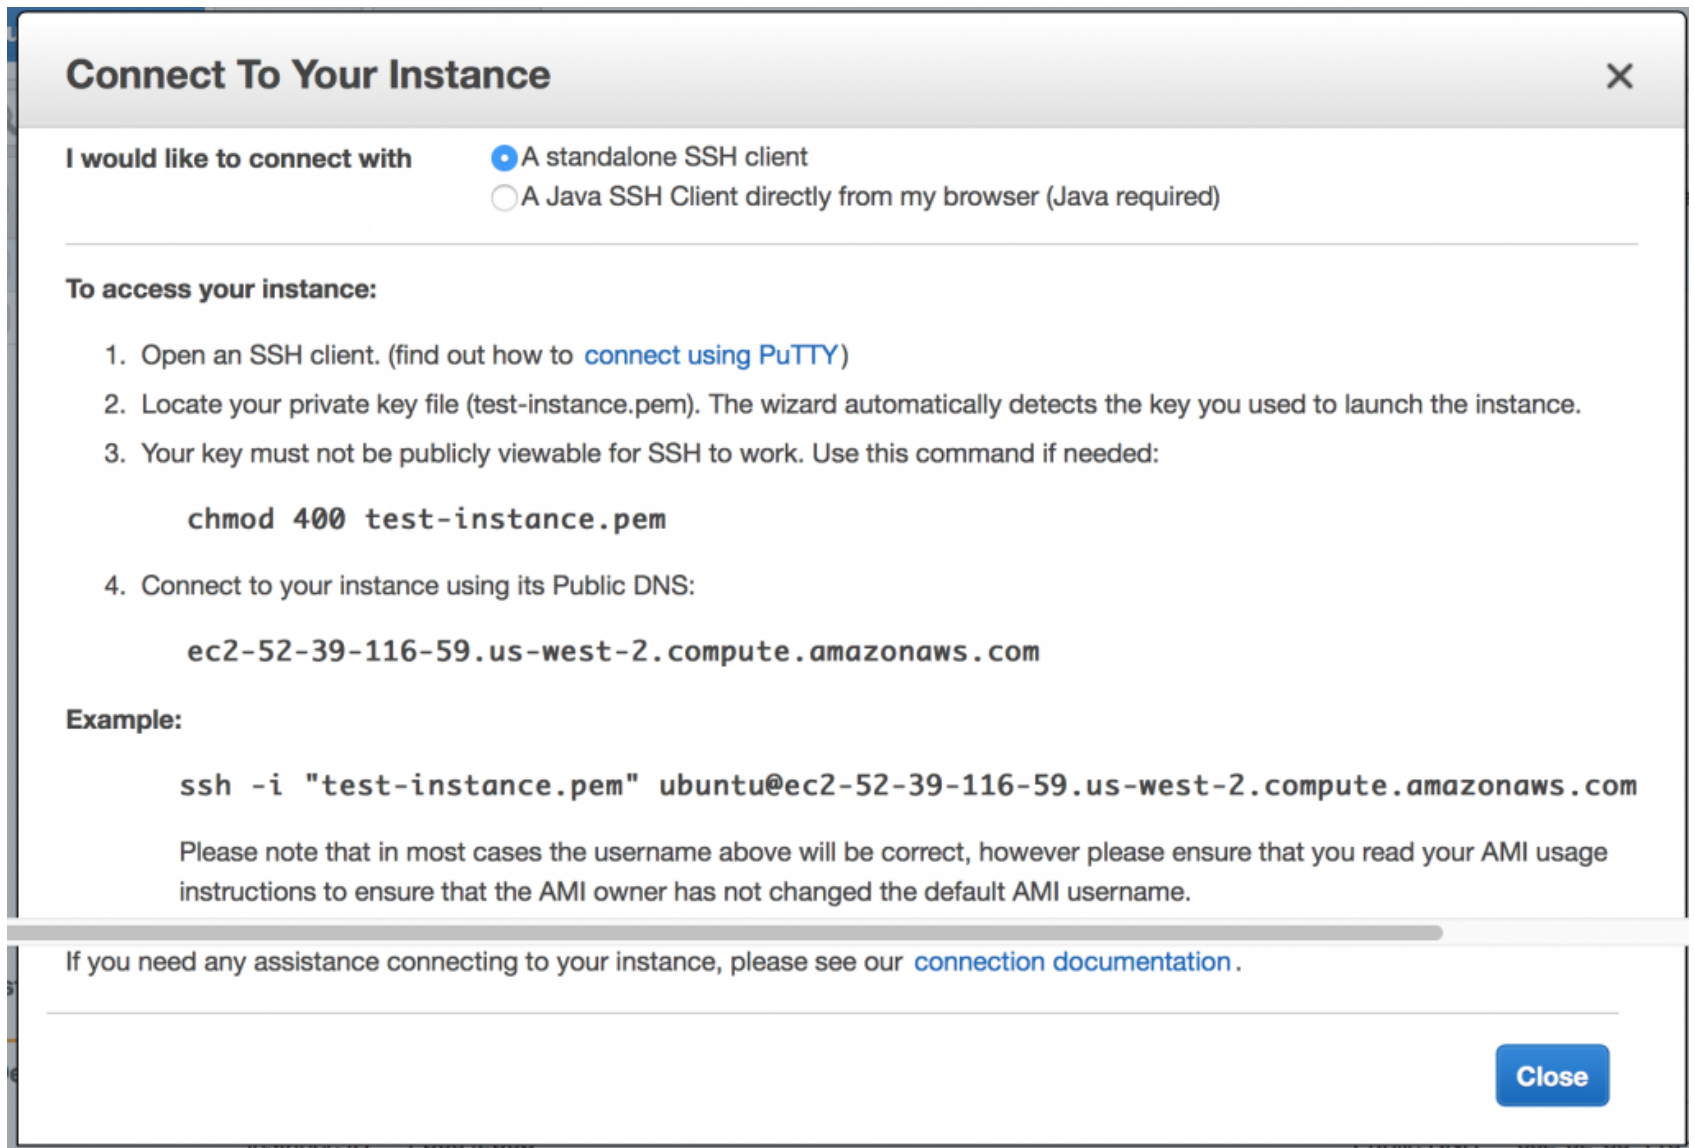 Connect To Your Instance
I would like to connect with
A standalone SSH client
A Java SSH Client directly from my browser (Java required)
To access your instance:
1. Open an SSH client. (find out how to connect using PuTTY)
2. Locate your private key file (test-instance.pem). The wizard automatically detects the key you used to launch the instance.
3. Your key must not be publicly viewable for SSH to work. Use this command if needed:
chmod 400 test-instance.pem
4. Connect to your instance using its Public DNS:
ec2-52-39-116-59.us-west-2.compute.amazonaws.com
Example:
ssh -i "test-instance.pem" ubuntu@ec2-52-39-116-59.us-west-2.compute.amazonaws.com
Please note that in most cases the username above will be correct, however please ensure that you read your AMI usage
instructions to ensure that the AMI owner has not changed the default AMI username.
If you need any assistance connecting to your instance, please see our connection documentation.
Close